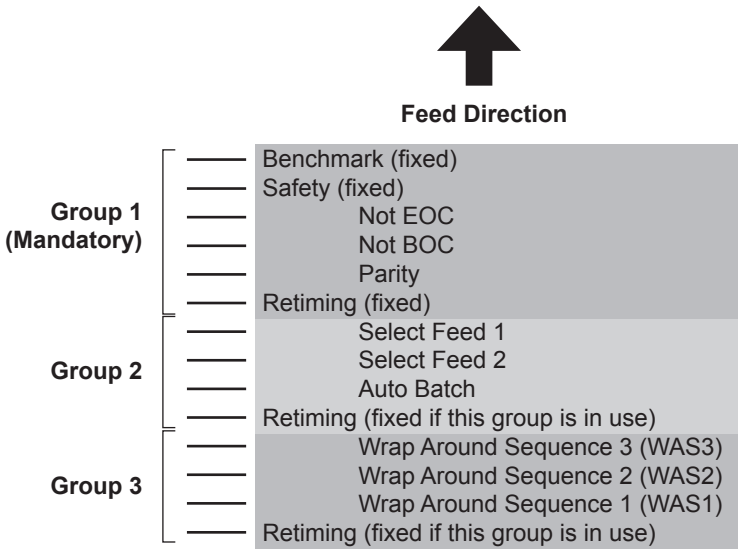 Feed Direction
Group 1
(Mandatory)
Benchmark (fixed)
Safety (fixed)
Not EOC
Not BOC
Parity
Retiming (fixed)
Group 2
Select Feed 1
Select Feed 2
Auto Batch
Retiming (fixed if this group is in use)
Group 3
Wrap Around Sequence 3 (WAS3)
Wrap Around Sequence 2 (WAS2)
Wrap Around Sequence 1 (WAS1)
Retiming (fixed if this group is in use)